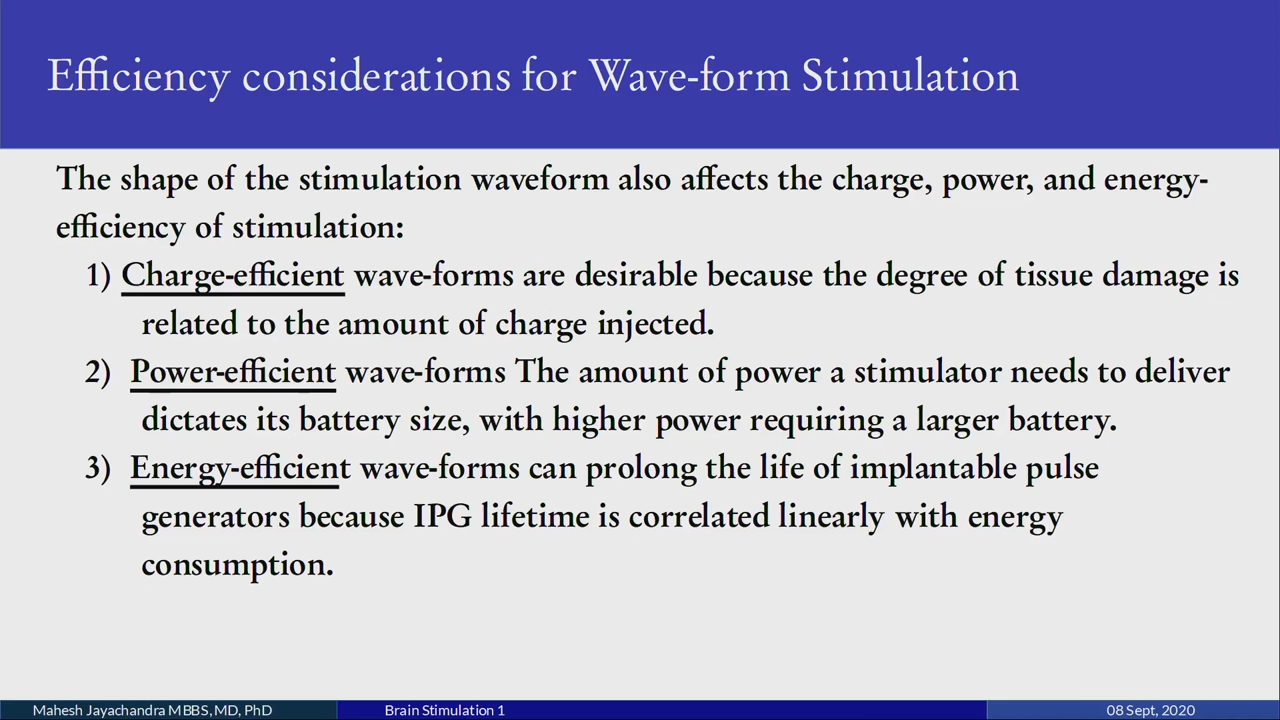 Efficiency considerations for Wave-form Stimulation
The shape of the stimulation waveform also affects the charge, power, and energy-
efficiency of stimulation:
1) Charge-efficient wave-forms are desirable because the degree of tissue damage is
related to the amount of charge injected.
2) Power-efficient wave-forms The amount of power a stimulator needs to deliver
dictates its battery size, with higher power requiring a larger battery.
3) Energy-efficient wave-forms can prolong the life of implantable pulse
generators because IPG lifetime is correlated linearly with energy
consumption.
Mahesh Jayachandra MBBS, MD, PhD
Brain Stimulation 1
08 Sept, 2020